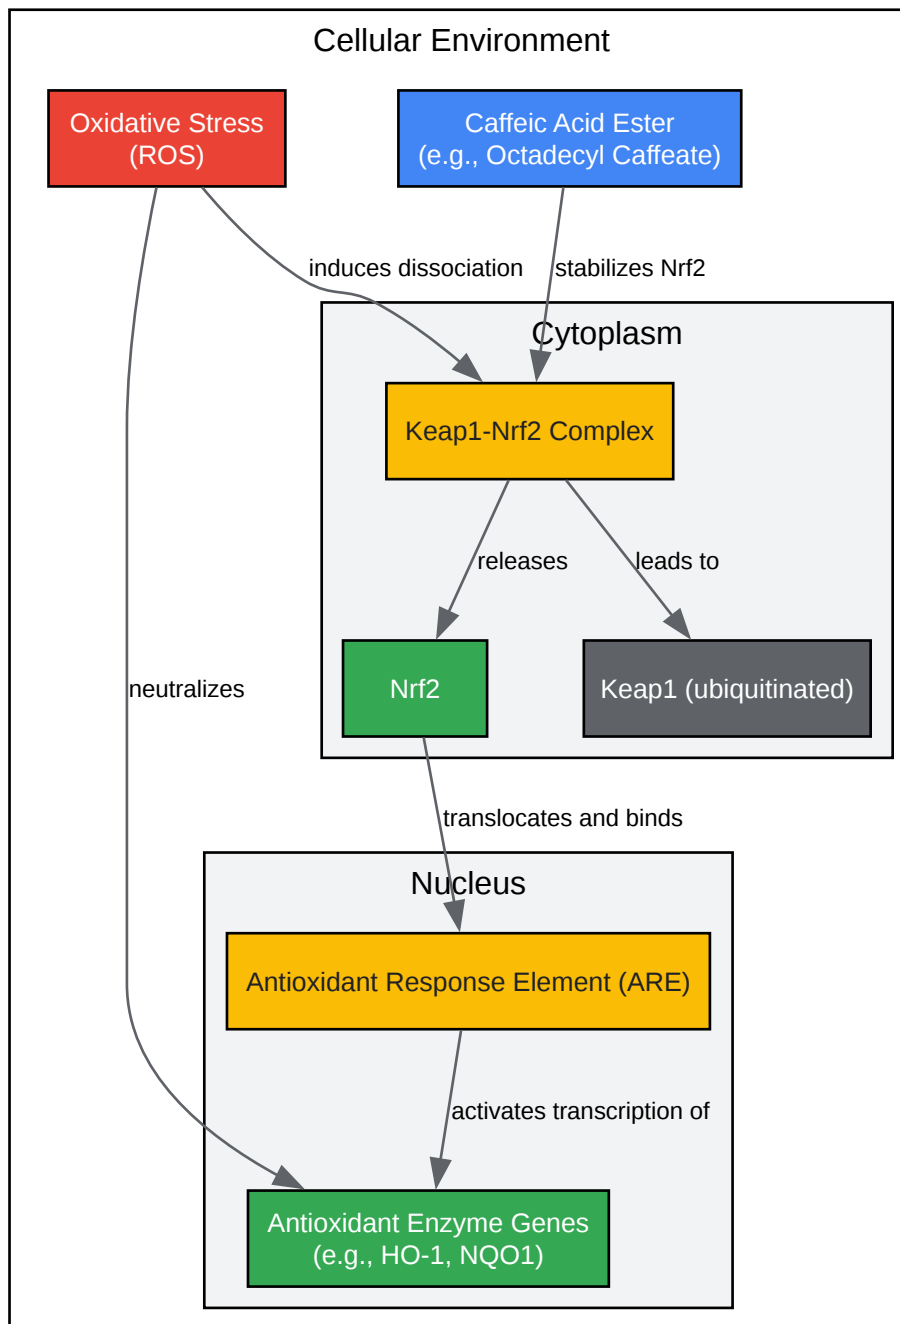 Cellular Environment
Oxidative Stress
(ROS)
Caffeic Acid Ester
(e.g., Octadecyl Caffeate)
induces dissociation
stabilizes Nrf2
Cytoplasm
Keap1-Nrf2 Complex
releases
leads to
Nrf2
Keap1 (ubiquitinated)
neutralizes
translocates and binds
Nucleus
Antioxidant Response Element (ARE)
activates transcription of
Antioxidant Enzyme Genes
(e.g., HO-1, NQO1)